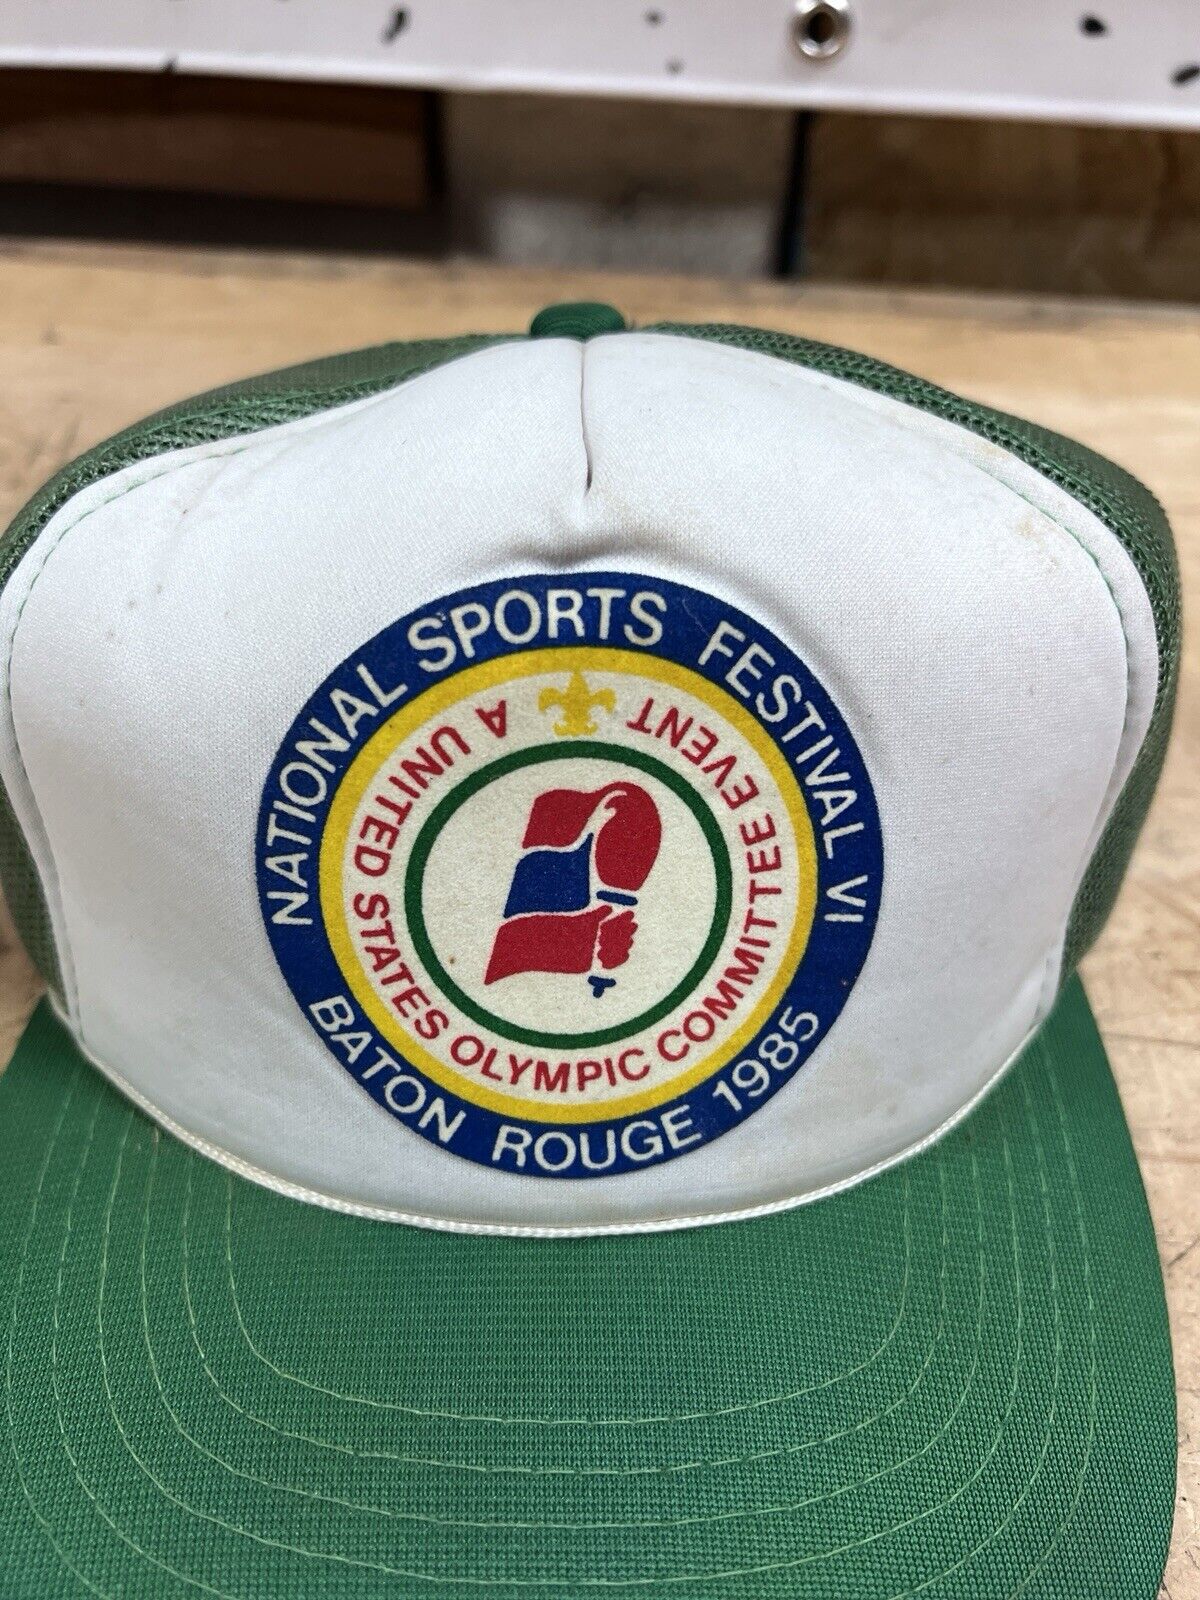 NATIONAL SPORTS FESTIVAL VI
A UNITED STATES OLYMPIC COMMITTEE EVENT
BATON ROUGE 1985